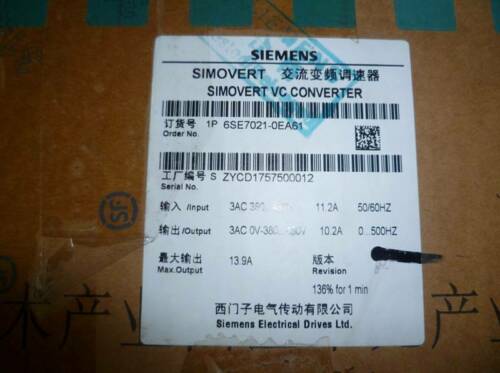 SIEMENS
SIMOVERT 交流变频调速器
SIMOVERT VC CONVERTER
订货号 1P 6SE7021-0EA61
Order No.
工厂编号 S ZYCD1757500012
Serial No.
输入 /Input 3AC 11.2A 50/60HZ
输出 /Output 3AC 0V-380 10.2A 0...500HZ
最大输出 13.9A 版本
Max.Output Revision
136% for 1 min
西门子电气传动有限公司
Siemens Electrical Drives Ltd.
木 产业